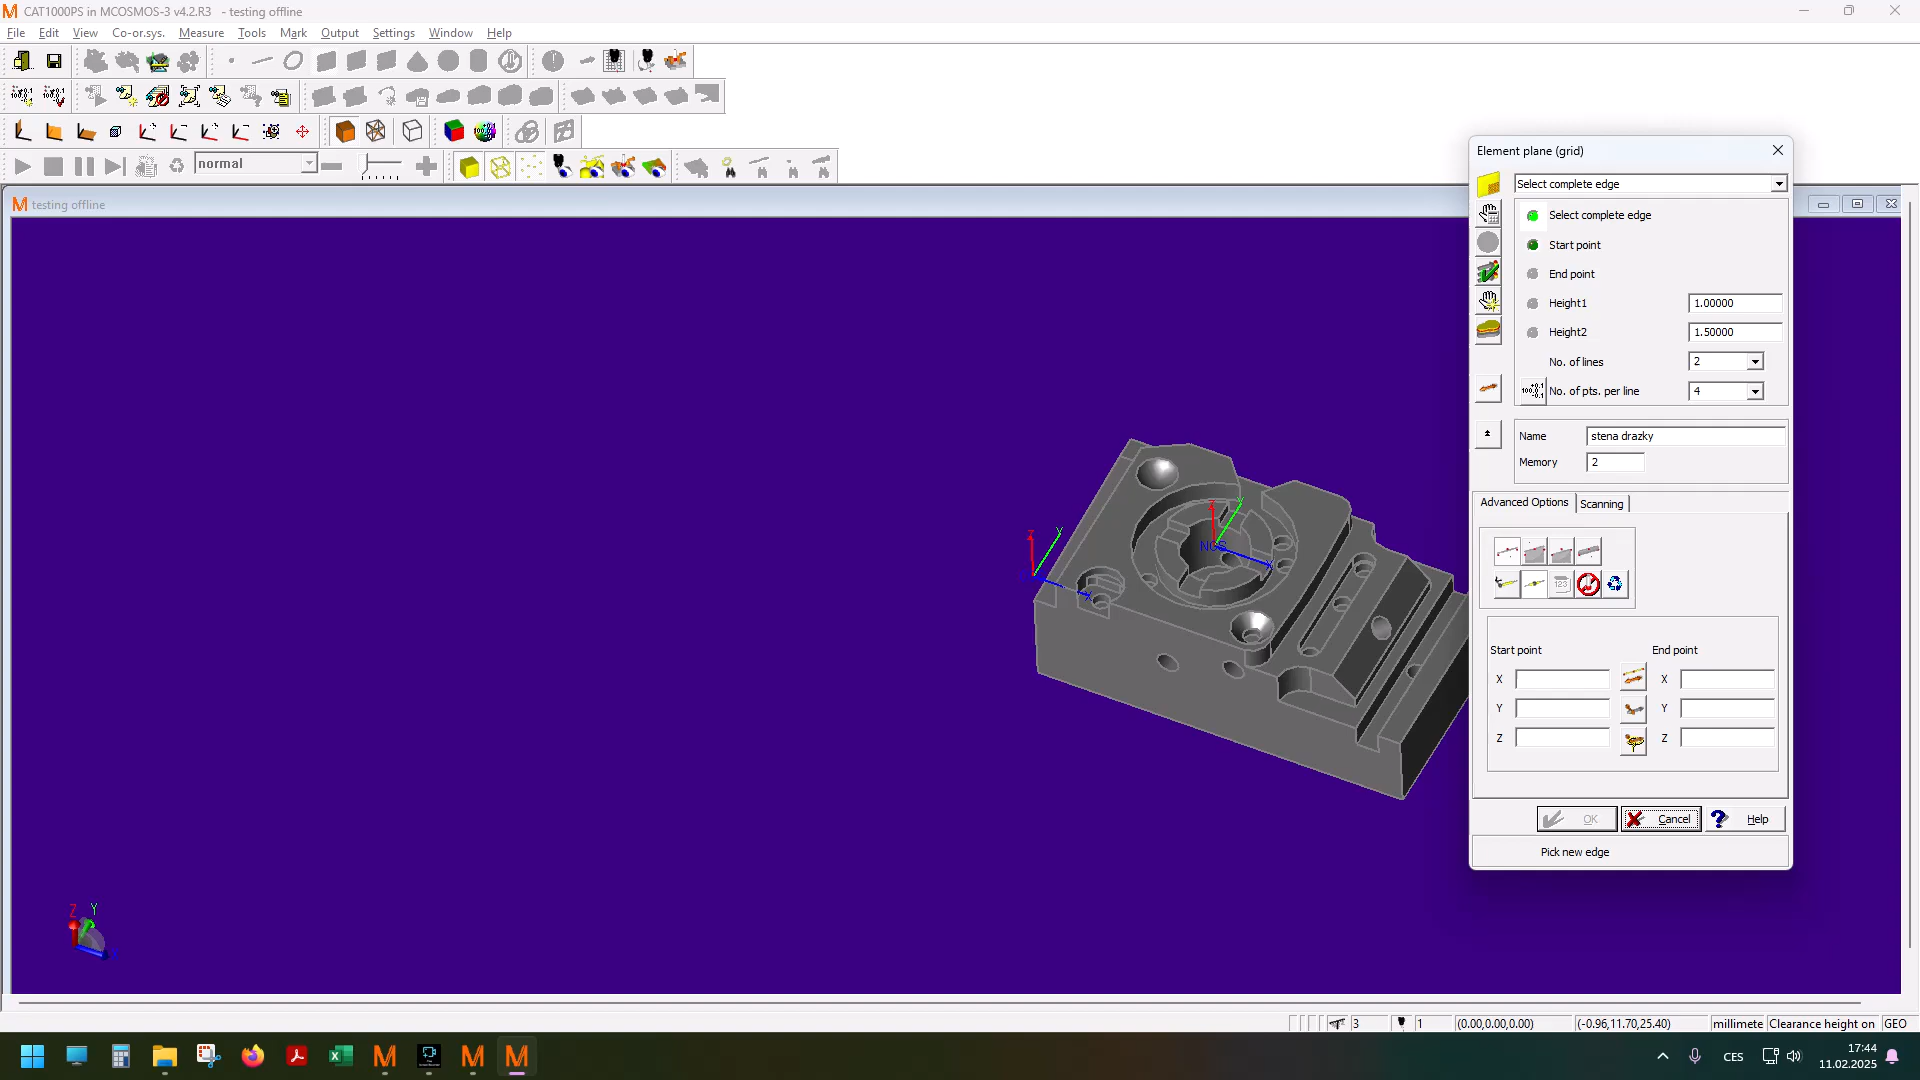 CAT1000PS in MCOSMOS-3 v4.2.R3 - testing offline
File Edit View Co-or.sys. Measure Tools Mark Output Settings Window Help
normal
testing offline
Element plane (grid)
Select complete edge
Select complete edge
Start point
End point
Height1 1.00000
Height2 1.50000
No. of lines 2
No. of pts. per line 4
Name stena drazky
Memory 2
Advanced Options Scanning
Start point End point
X X
Y Y
Z Z
OK Cancel Help
Pick new edge
Z Y
Z Y
NGS
X
X
Z Y
X
3 1 (0.00,0.00,0.00) (-0.96,11.70,25.40) millimete Clearance height on GEO
CES 17:44
11.02.2025